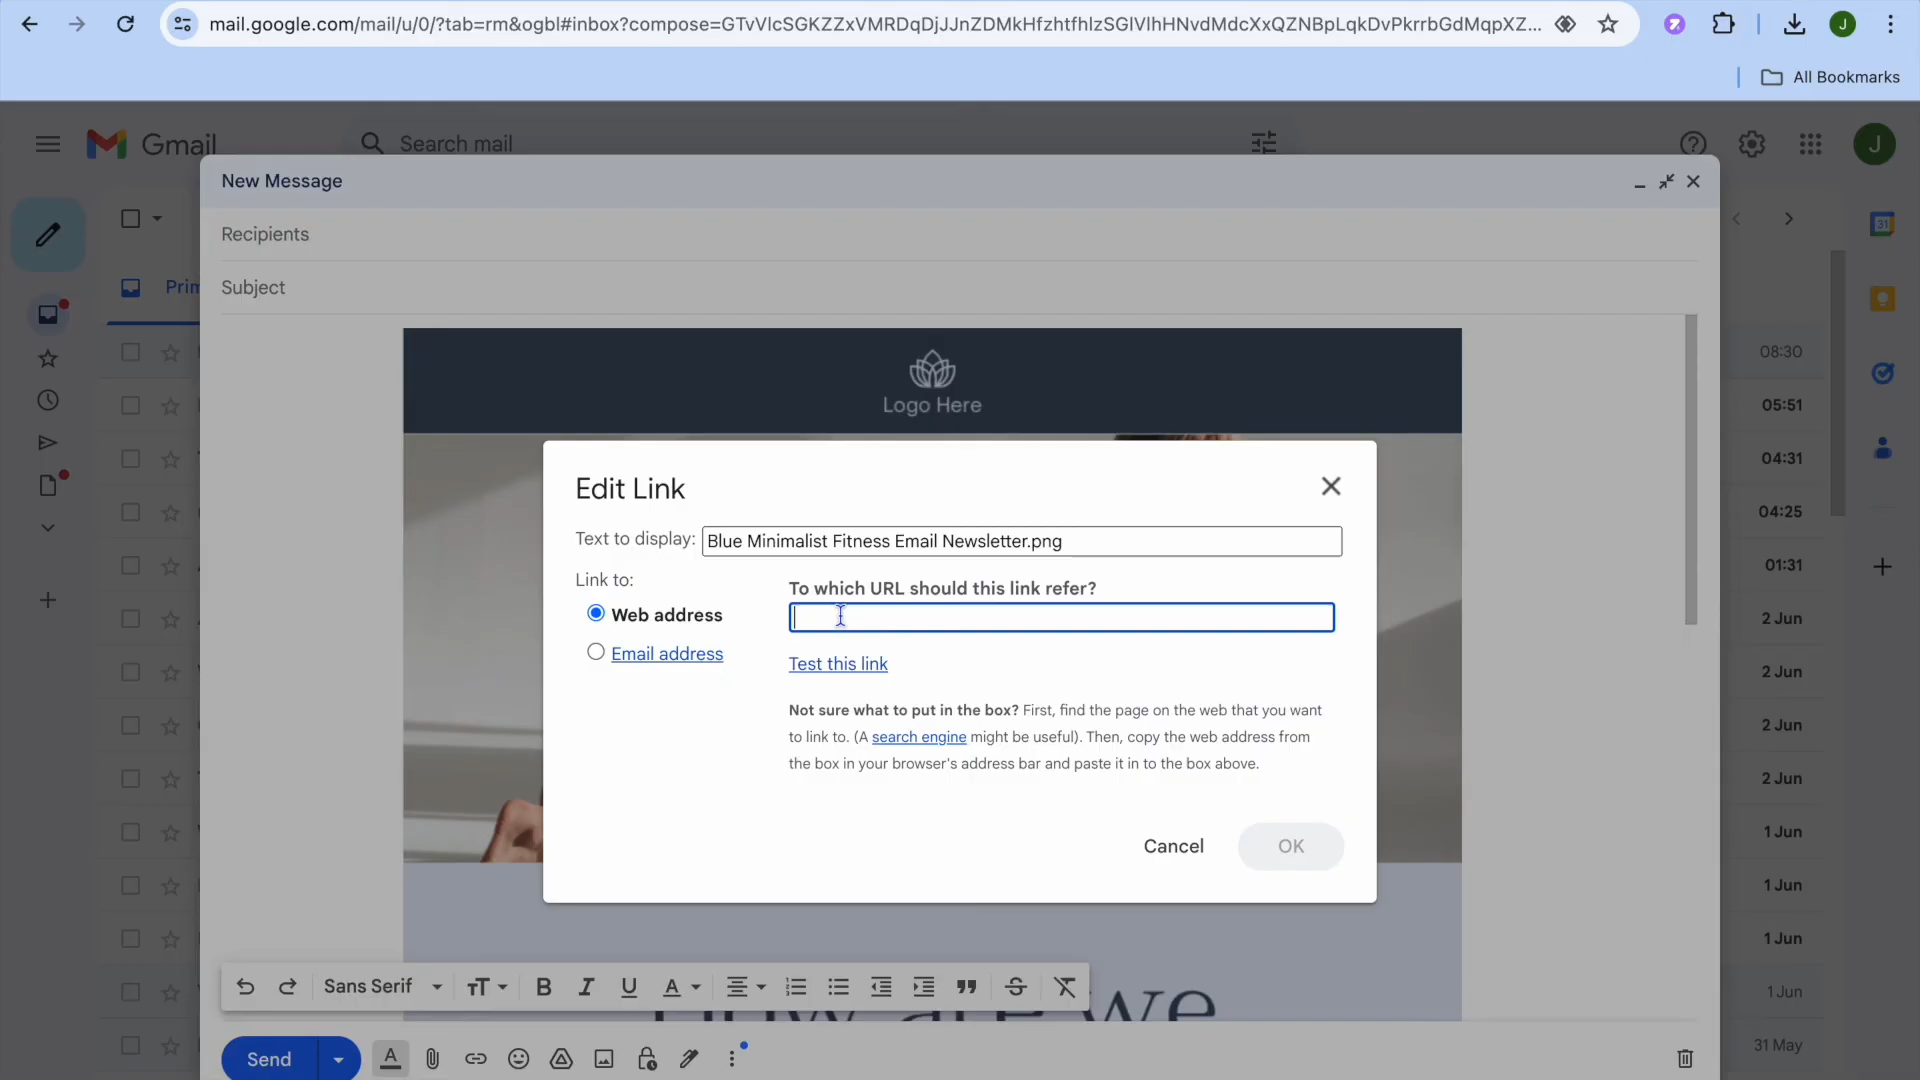 mail.google.com/mail/u/0/?tab=rm&ogbl#inbox?compose=GTvVlcSGKZZxVMRDqDjJJnZDMkHfzhtfhlzSGlVlhHNvdMdcXxQZNBpLqkDvPkrrbGdMqpXZ...
J
All Bookmarks
Gmail
Search mail
J
New Message
Recipients
31
Subject
Prim
Logo Here
08:30
05:51
04:31
04:25
01:31
2 Jun
2 Jun
2 Jun
2 Jun
1 Jun
1 Jun
1 Jun
1 Jun
31 May
Edit Link
Text to display: Blue Minimalist Fitness Email Newsletter.png
Link to:
To which URL should this link refer?
Web address
Email address
Test this link
Not sure what to put in the box? First, find the page on the web that you want
to link to. (A search engine might be useful). Then, copy the web address from
the box in your browser's address bar and paste it in to the box above.
Cancel
OK
Sans Serif
How are we
Send